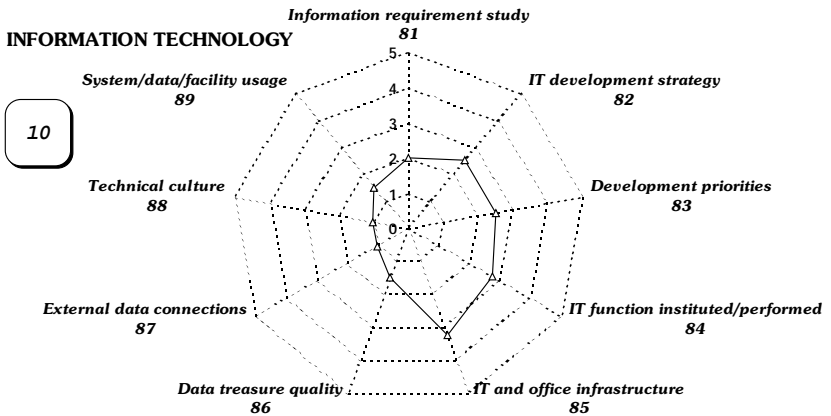 Information requirement study
81
INFORMATION TECHNOLOGY
5
System/data/facility usage
89
IT development strategy
82
4
10
3
2
Technical culture
88
Development priorities
83
1
0
External data connections
87
IT function instituted/performed
84
Data treasure quality
86
IT and office infrastructure
85